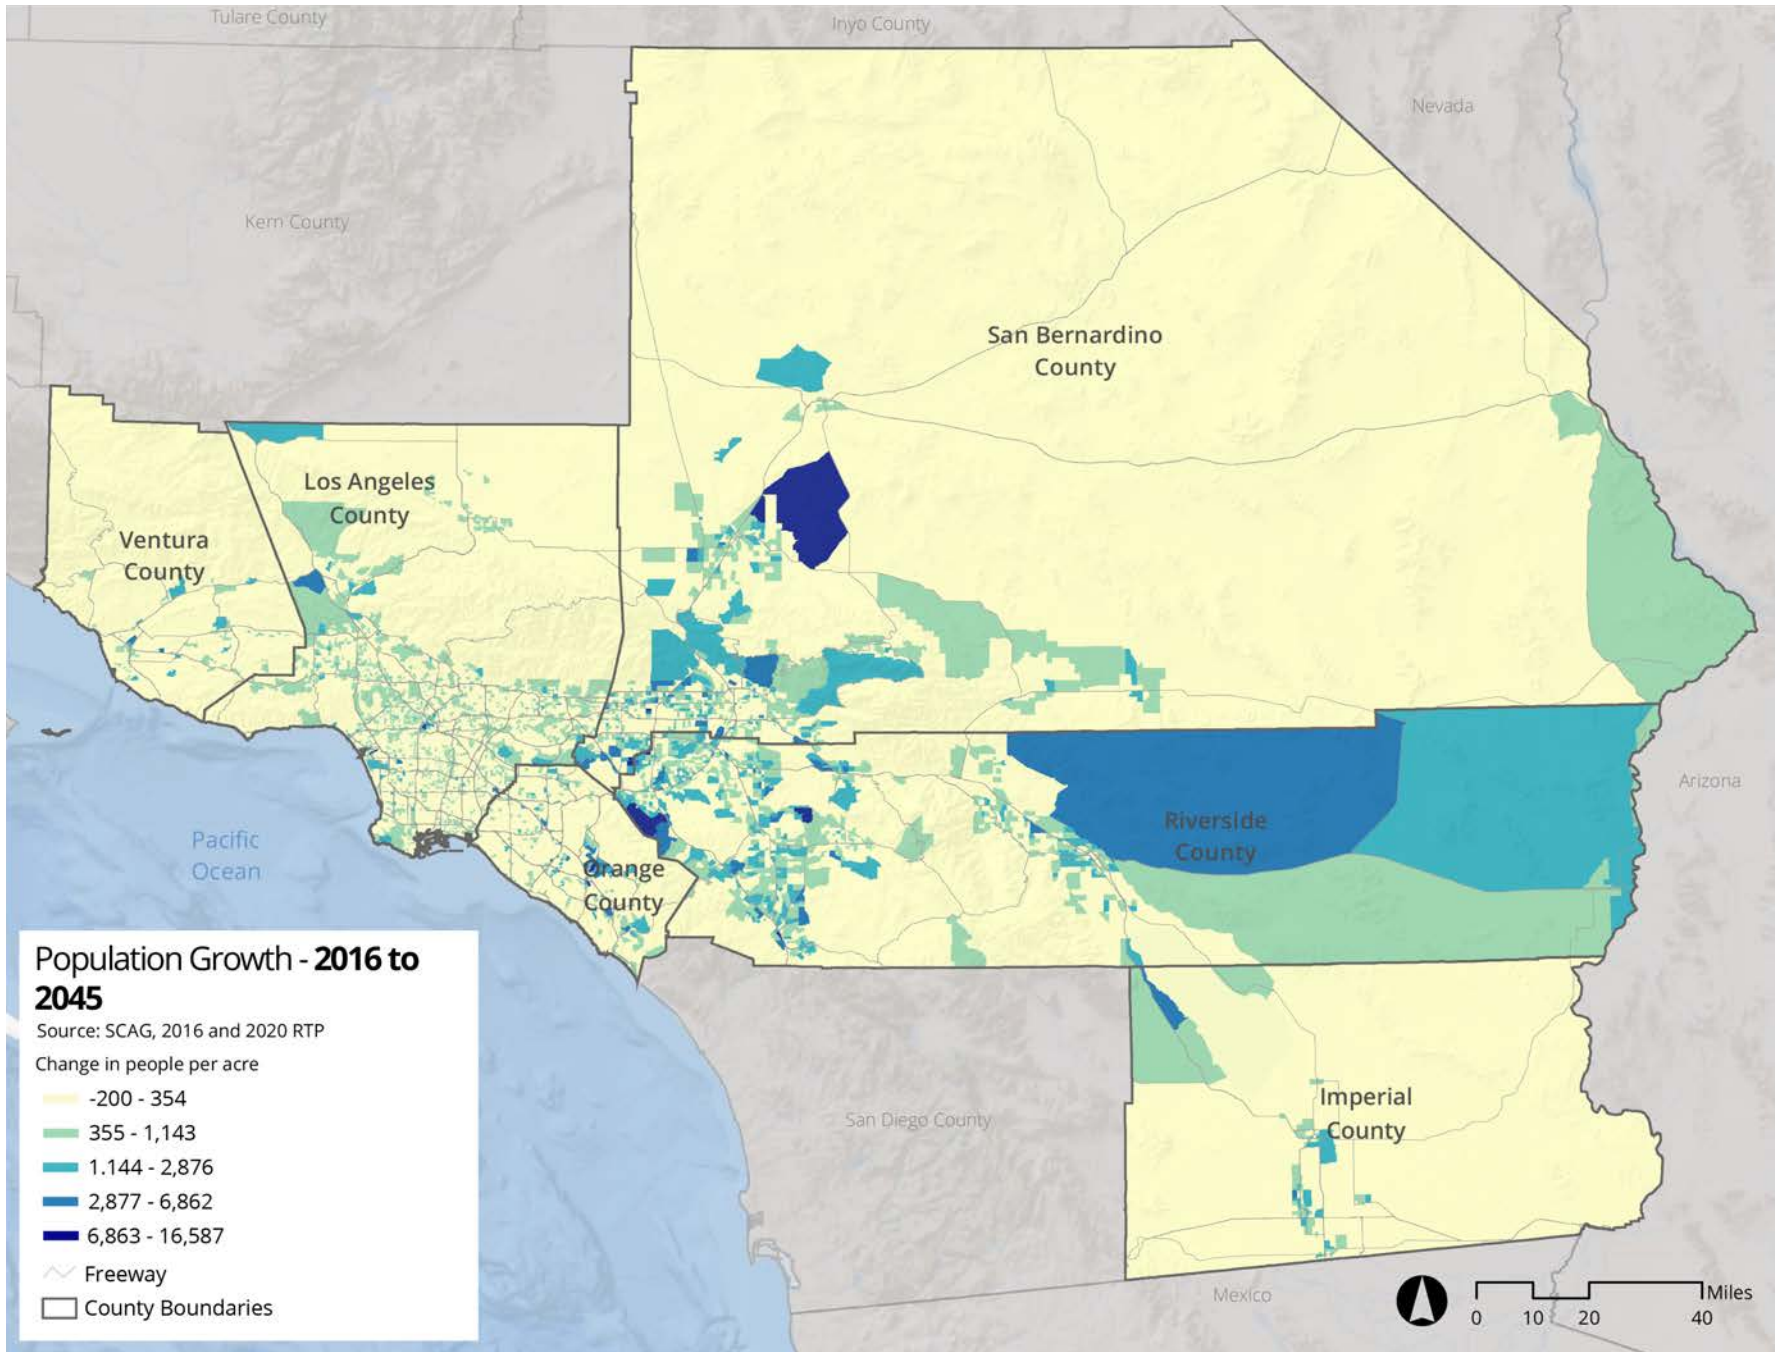 Tulare County
Inyo County
Nevada
Kern County
San Bernardino
County
Los Angeles
County
Ventura
County
Arizona
Riverside
County
Pacific
Ocean
Orange
County
Population Growth - 2016 to
2045
Source: SCAG, 2016 and 2020 RTP
Change in people per acre
-200 - 354
355 - 1,143
1.144 - 2,876
2,877 - 6,862
6,863 - 16,587
Freeway
County Boundaries
Imperial
County
San Diego County
Mexico
Miles
0 10 20 40